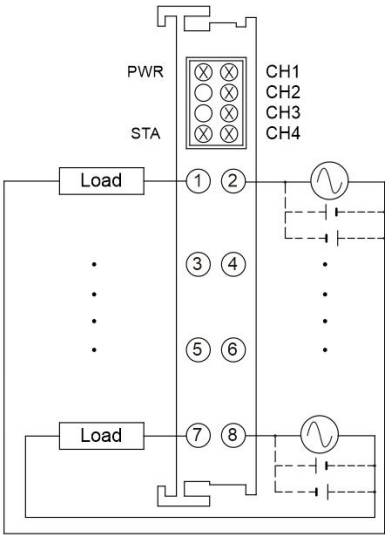 PWR CH1
CH2
CH3
STA CH4
Load 1 2
3 4
5 6
Load 7 8